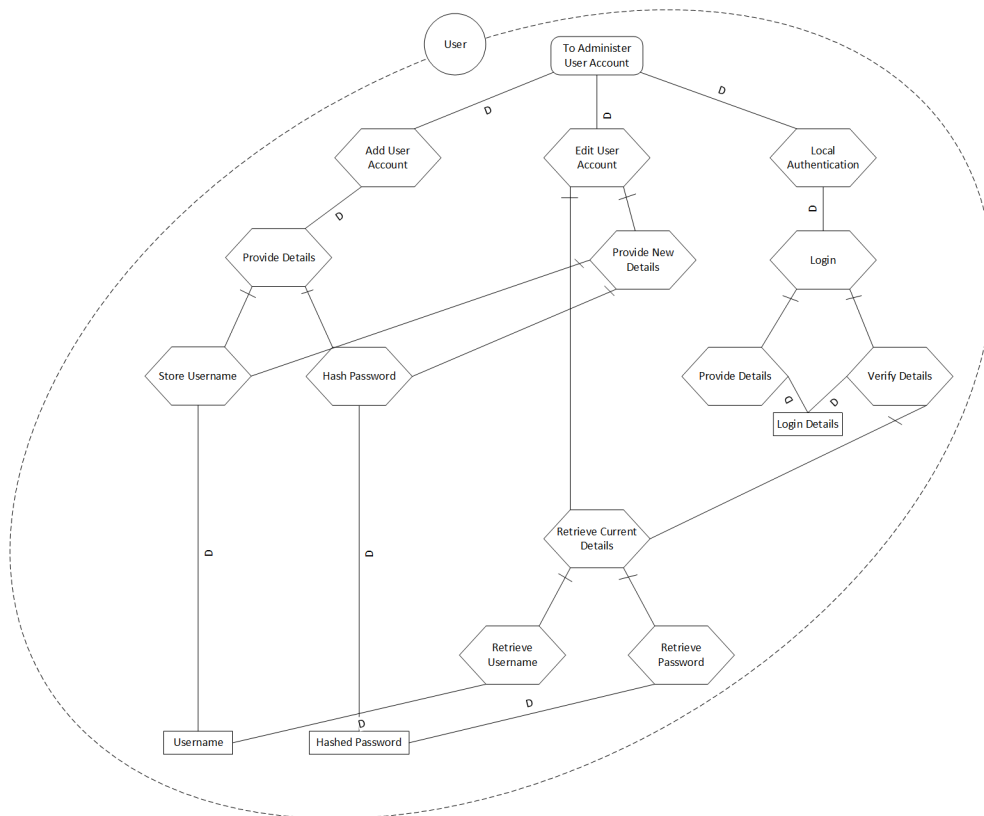 User
To Administer
User Account
D
D
D
Add User
Account
Edit User
Account
Local
Authentication
D
D
Provide Details
Provide New
Details
Login
Store Username
Hash Password
Provide Details
Verify Details
D
D
Login Details
Retrieve Current
Details
D
D
Retrieve
Username
Retrieve
Password
D
D
Username
Hashed Password